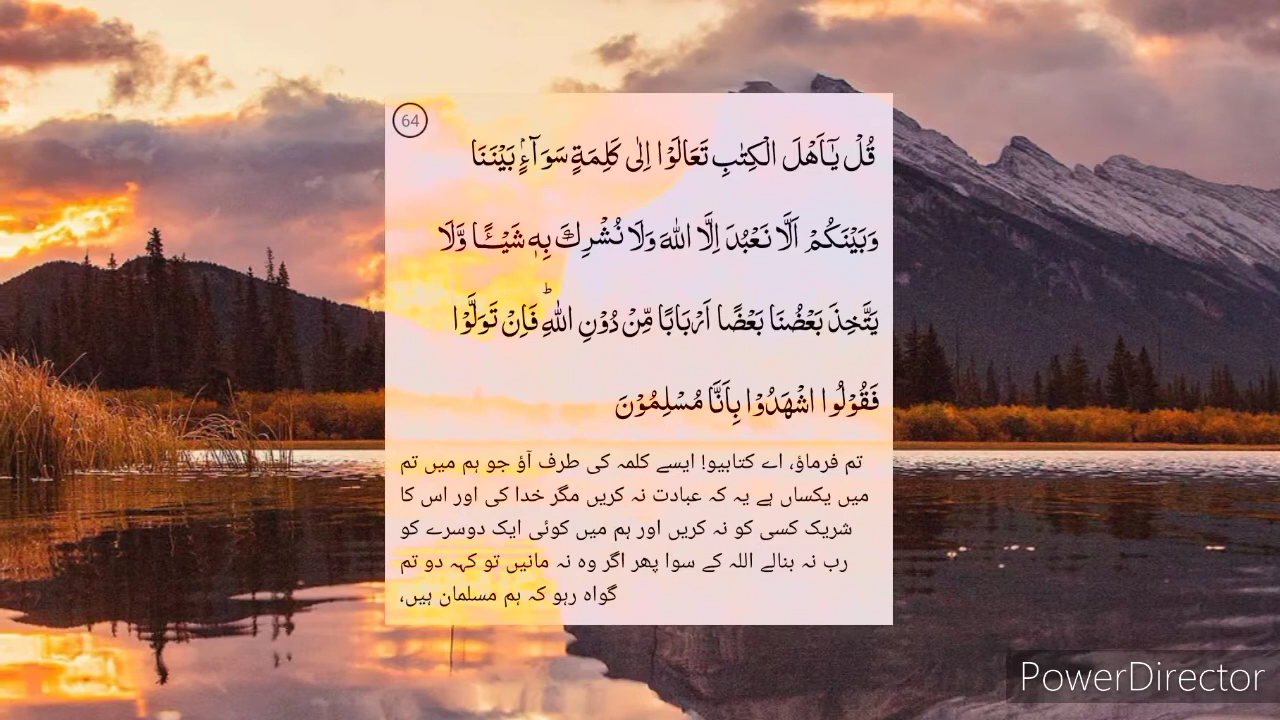 64
قُلْ يٰۤاَهْلَ الْكِتٰبِ تَعَالَوْا اِلٰى كَلِمَةٍ سَوَآءٍۭ بَیْنَنَا
وَبَیْنَكُمْ اَلَّا نَعْبُدَ اِلَّا اللّٰهَ وَلَا نُشْرِكَ بِهٖ شَیْــٴًـا وَّلَا
یَتَّخِذَ بَعْضُنَا بَعْضًا اَرْبَابًا مِّنْ دُوْنِ اللّٰهِؕ فَاِنْ تَوَلَّوْا
فَقُوْلُوا اشْهَدُوْا بِاَنَّا مُسْلِمُوْنَ
تم فرماؤ، اے کتابیو! ایسے کلمہ کی طرف آؤ جو ہم میں تم
میں یکساں ہے یہ کہ عبادت نہ کریں مگر خدا کی اور اس کا
شریک کسی کو نہ کریں اور ہم میں کوئی ایک دوسرے کو
رب نہ بنالے اللہ کے سوا پھر اگر وہ نہ مانیں تو کہہ دو تم
گواہ رہو کہ ہم مسلمان ہیں،
PowerDirector